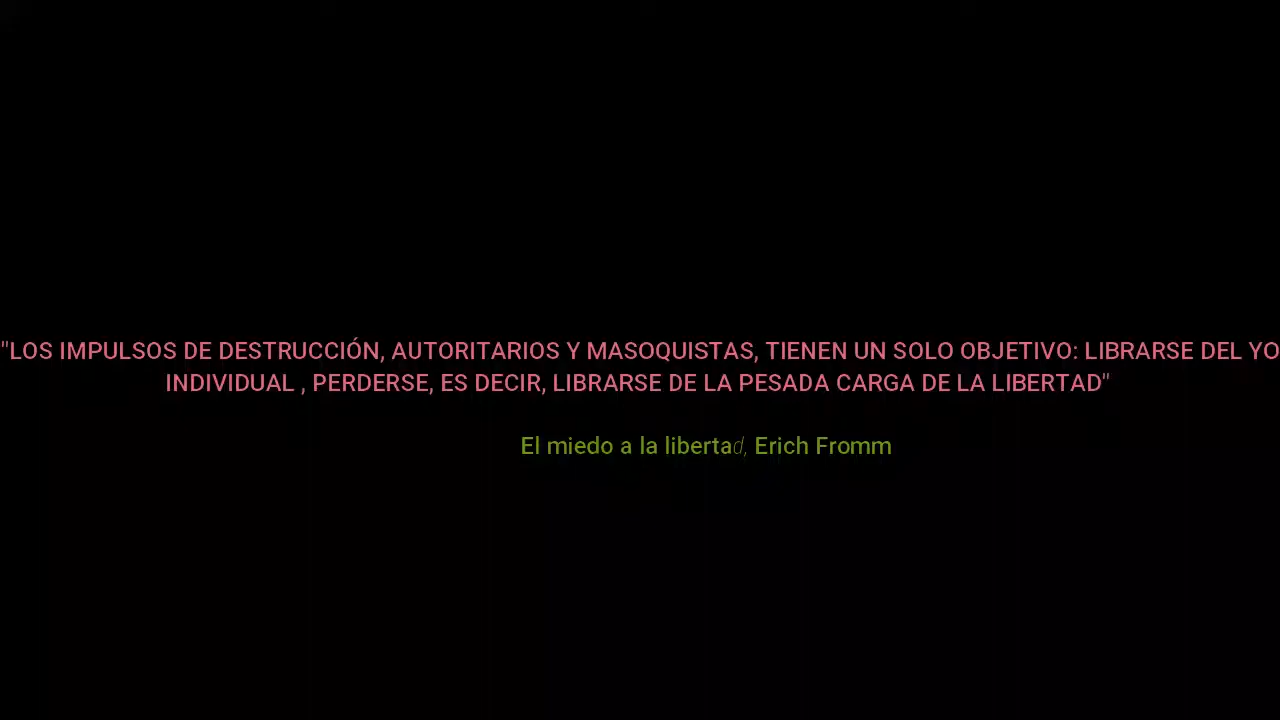 "LOS IMPULSOS DE DESTRUCCIÓN, AUTORITARIOS Y MASOQUISTAS, TIENEN UN SOLO OBJETIVO: LIBRARSE DEL YO
INDIVIDUAL , PERDERSE, ES DECIR, LIBRARSE DE LA PESADA CARGA DE LA LIBERTAD"
El miedo a la libertad, Erich Fromm